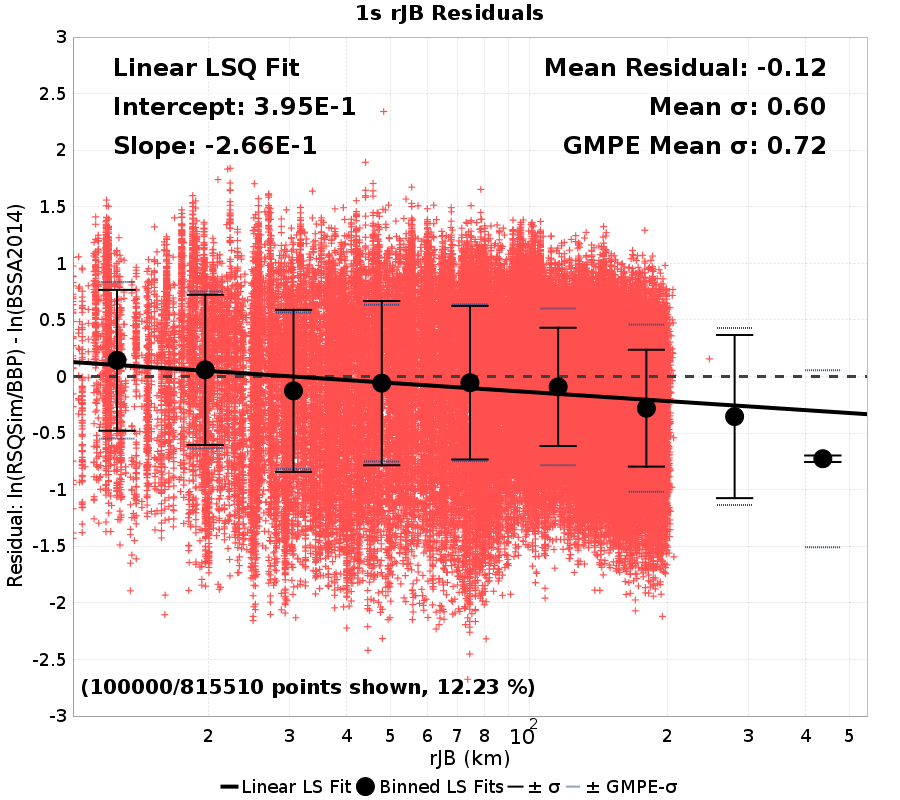 1s rJB Residuals
Linear LSQ Fit
Intercept: 3.95E-1
Slope: -2.66E-1
Mean Residual: -0.12
Mean σ: 0.60
GMPE Mean σ: 0.72
Residual: ln(RSQSim/BBP) - ln(BSSA2014)
3
2.5
2
1.5
1
0.5
0
-0.5
-1
-1.5
-2
-2.5
-3
(100000/815510 points shown, 12.23 %)
2 3 4 5 6 7 8 10² 2 3 4 5
rJB (km)
Linear LS Fit Binned LS Fits ± σ ± GMPE-σ